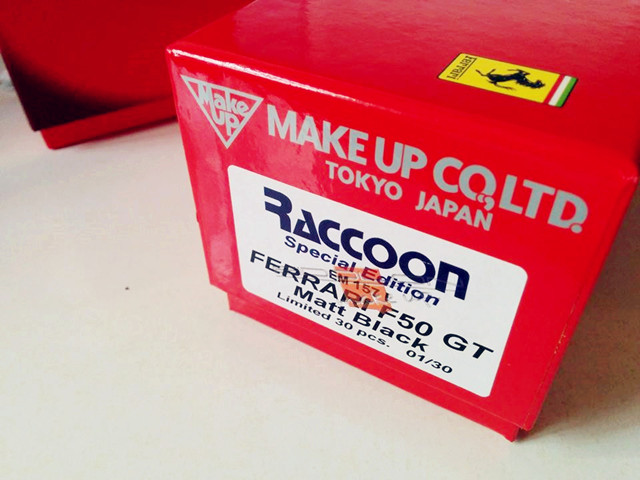 Ferrari
Make
UP
MAKE UP CO.,LTD.
TOKYO JAPAN
RACCOON
Special Edition
FERRARI F50 GT
Matt Black
Limited 30 pcs. 01/30